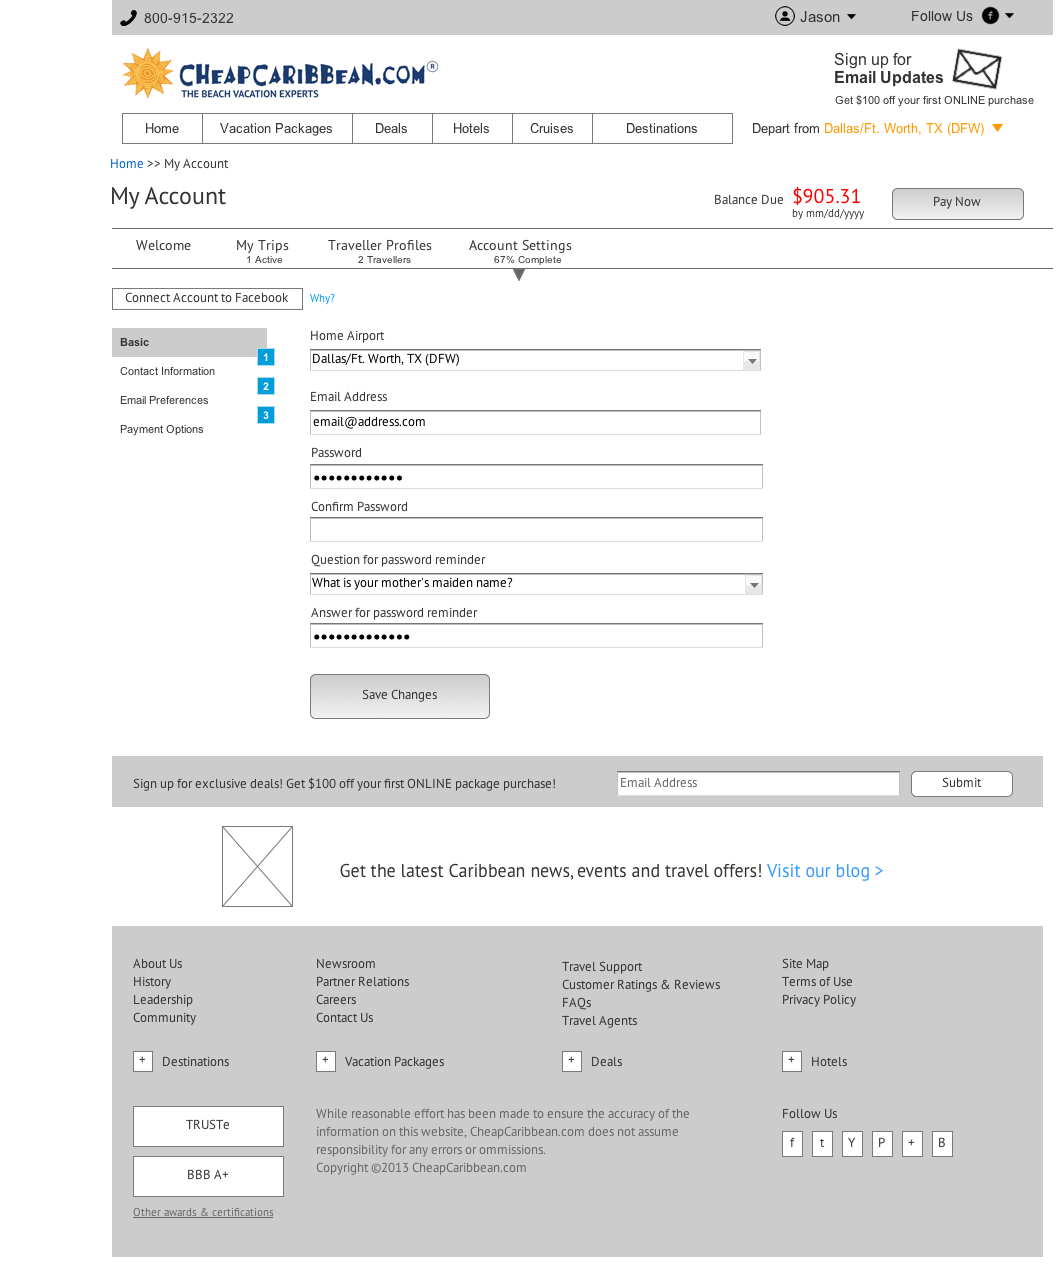 800-915-2322
Jason
Follow Us
f
CHEAPCARIBBEAN.COM®
THE BEACH VACATION EXPERTS
Sign up for
Email Updates
Get $100 off your first ONLINE purchase
Home
Vacation Packages
Deals
Hotels
Cruises
Destinations
Depart from Dallas/Ft. Worth, TX (DFW)
Home >> My Account
My Account
Balance Due $905.31
by mm/dd/yyyy
Pay Now
Welcome
My Trips
1 Active
Traveller Profiles
2 Travellers
Account Settings
67% Complete
Connect Account to Facebook
Why?
Basic
1
Contact Information
2
Email Preferences
3
Payment Options
Home Airport
Dallas/Ft. Worth, TX (DFW)
Email Address
email@address.com
Password
••••••••••••
Confirm Password
Question for password reminder
What is your mother's maiden name?
Answer for password reminder
•••••••••••••
Save Changes
Sign up for exclusive deals! Get $100 off your first ONLINE package purchase!
Email Address
Submit
Get the latest Caribbean news, events and travel offers! Visit our blog >
About Us
History
Leadership
Community
Newsroom
Partner Relations
Careers
Contact Us
Travel Support
Customer Ratings & Reviews
FAQs
Travel Agents
Site Map
Terms of Use
Privacy Policy
+ Destinations
+ Vacation Packages
+ Deals
+ Hotels
TRUSTe
BBB A+
Other awards & certifications
While reasonable effort has been made to ensure the accuracy of the
information on this website, CheapCaribbean.com does not assume
responsibility for any errors or ommissions.
Copyright ©2013 CheapCaribbean.com
Follow Us
f t Y P + B